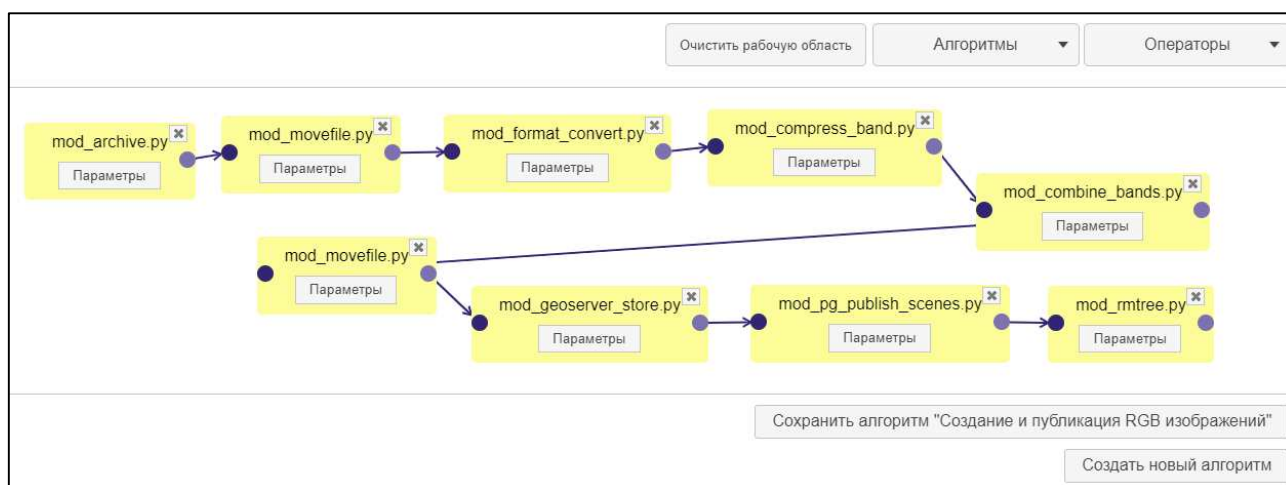 Очистить рабочую область
Алгоритмы
Операторы
mod_archive.py
Параметры
mod_movefile.py
Параметры
mod_format_convert.py
Параметры
mod_compress_band.py
Параметры
mod_combine_bands.py
Параметры
mod_movefile.py
Параметры
mod_geoserver_store.py
Параметры
mod_pg_publish_scenes.py
Параметры
mod_rmtree.py
Параметры
Сохранить алгоритм "Создание и публикация RGB изображений"
Создать новый алгоритм